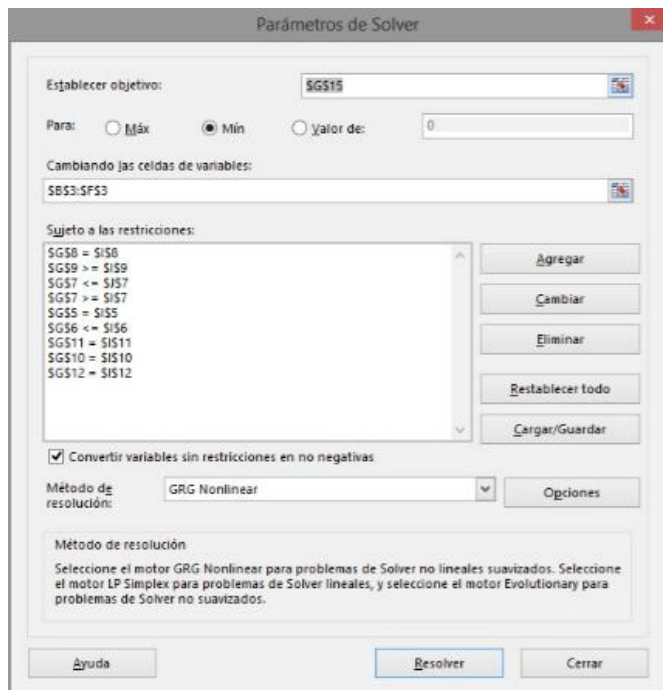 Parámetros de Solver
Establecer objetivo: $G$15
Para: Máx Mín Valor de: 0
Cambiando las celdas de variables:
$B$3:$F$3
Sujeto a las restricciones:
$G$8 = $I$8
$G$9 >= $I$9
$G$7 <= $J$7
$G$7 >= $I$7
$G$5 = $I$5
$G$6 <= $I$6
$G$11 = $I$11
$G$10 = $I$10
$G$12 = $I$12
Agregar
Cambiar
Eliminar
Restablecer todo
Cargar/Guardar
Convertir variables sin restricciones en no negativas
Método de resolución: GRG Nonlinear Opciones
Método de resolución
Seleccione el motor GRG Nonlinear para problemas de Solver no lineales suavizados. Seleccione
el motor LP Simplex para problemas de Solver lineales, y seleccione el motor Evolutionary para
problemas de Solver no suavizados.
Ayuda Resolver Cerrar